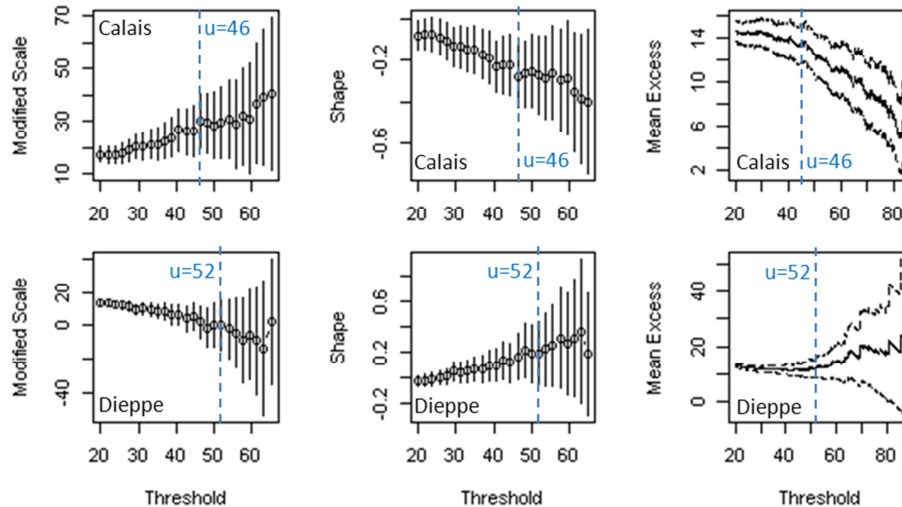 Modified Scale
70
50
30
10
Calais
u=46
20 30 40 50 60
Shape
-0.2
-0.6
Calais
u=46
20 30 40 50 60
Mean Excess
14
10
6
2
Calais
u=46
20 40 60 80
Modified Scale
20
0
-40
u=52
Dieppe
20 30 40 50 60
Threshold
Shape
0.6
0.2
-0.2
u=52
Dieppe
20 30 40 50 60
Threshold
Mean Excess
40
20
0
u=52
Dieppe
20 40 60 80
Threshold